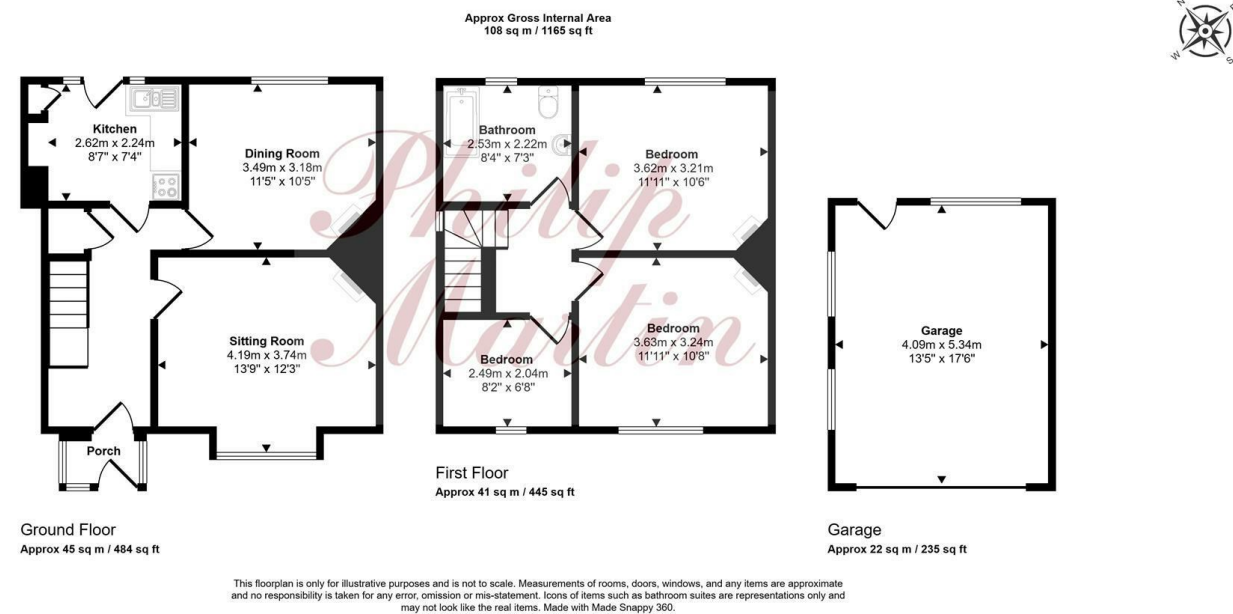 Approx Gross Internal Area
108 sq m / 1165 sq ft
N
E
W
S
Kitchen
2.62m x 2.24m
8'7" x 7'4"
Dining Room
3.49m x 3.18m
11'5" x 10'5"
Sitting Room
4.19m x 3.74m
13'9" x 12'3"
Porch
Ground Floor
Approx 45 sq m / 484 sq ft
Bathroom
2.53m x 2.22m
8'4" x 7'3"
Bedroom
3.62m x 3.21m
11'11" x 10'6"
Bedroom
3.63m x 3.24m
11'11" x 10'8"
Bedroom
2.49m x 2.04m
8'2" x 6'8"
First Floor
Approx 41 sq m / 445 sq ft
Garage
4.09m x 5.34m
13'5" x 17'6"
Garage
Approx 22 sq m / 235 sq ft
Philip
Martin
This floorplan is only for illustrative purposes and is not to scale. Measurements of rooms, doors, windows, and any items are approximate
and no responsibility is taken for any error, omission or mis-statement. Icons of items such as bathroom suites are representations only and
may not look like the real items. Made with Made Snappy 360.